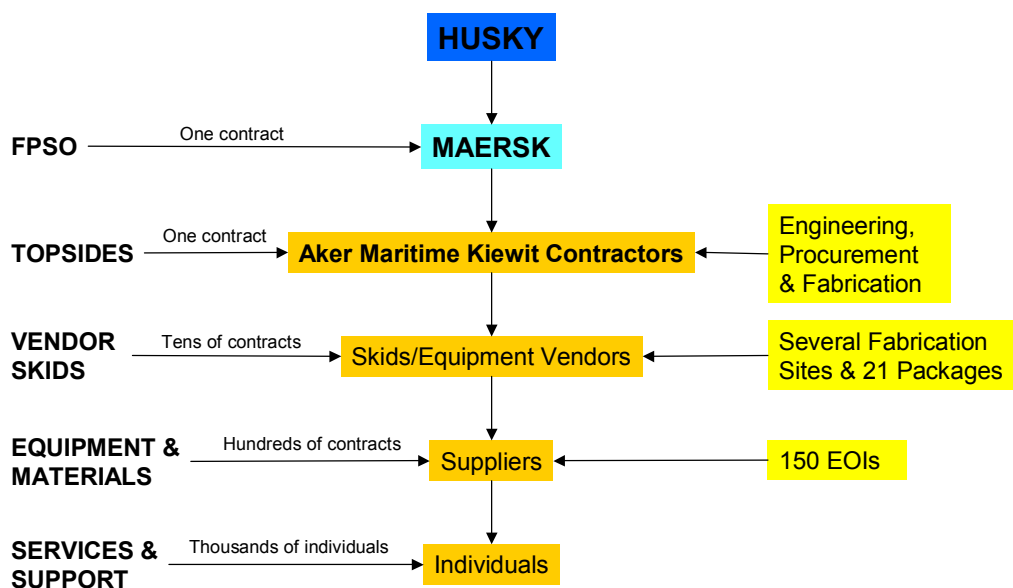 HUSKY
FPSO
One contract
MAERSK
TOPSIDES
One contract
Aker Maritime Kiewit Contractors
Engineering,
Procurement
& Fabrication
VENDOR
SKIDS
Tens of contracts
Skids/Equipment Vendors
Several Fabrication
Sites & 21 Packages
EQUIPMENT &
MATERIALS
Hundreds of contracts
Suppliers
150 EOIs
SERVICES &
SUPPORT
Thousands of individuals
Individuals